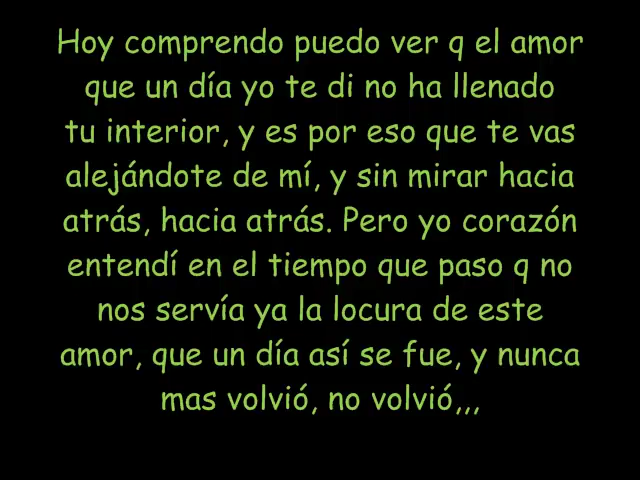 Hoy comprendo puedo ver q el amor
que un día yo te di no ha llenado
tu interior, y es por eso que te vas
alejándote de mí, y sin mirar hacia
atrás, hacia atrás. Pero yo corazón
entendí en el tiempo que paso q no
nos servía ya la locura de este
amor, que un día así se fue, y nunca
mas volvió, no volvió,,,